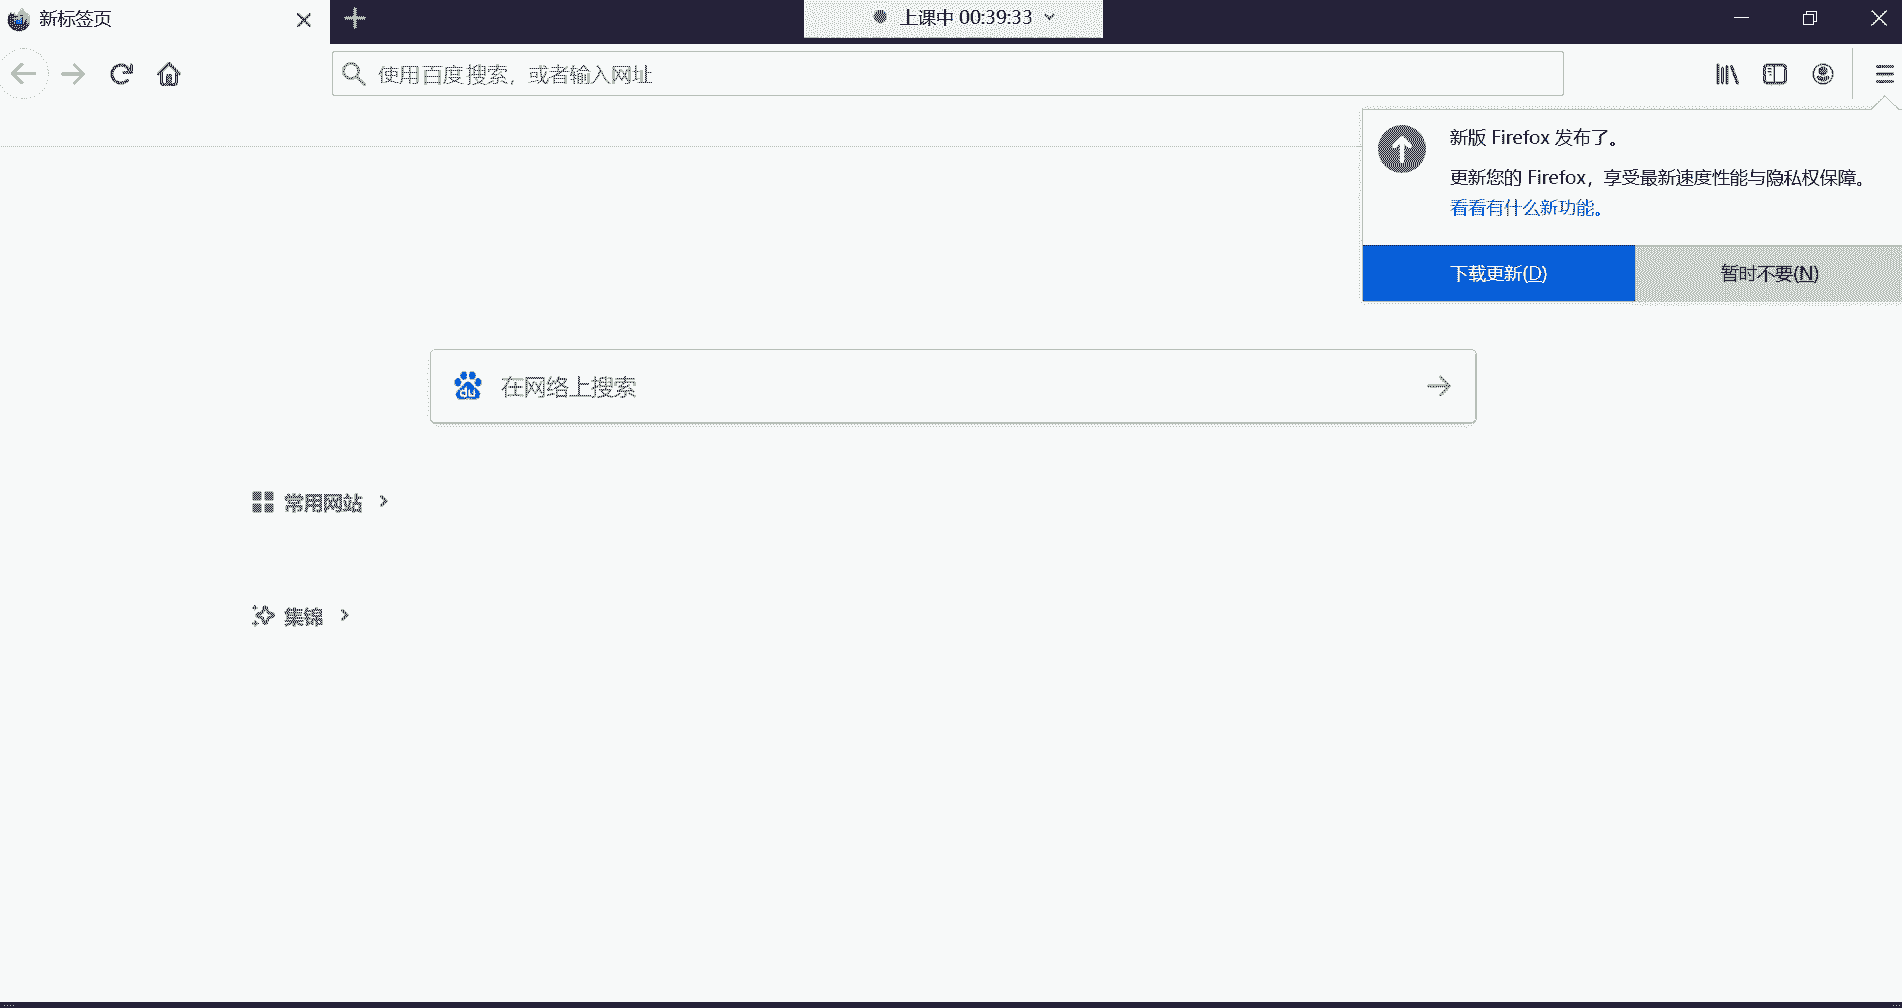 新标签页
上课中 00:39:33
使用百度搜索，或者输入网址
新版 Firefox 发布了。
更新您的 Firefox，享受最新速度性能与隐私权保障。
看看有什么新功能。
下载更新(D)
暂时不要(N)
du 在网络上搜索
常用网站
集锦